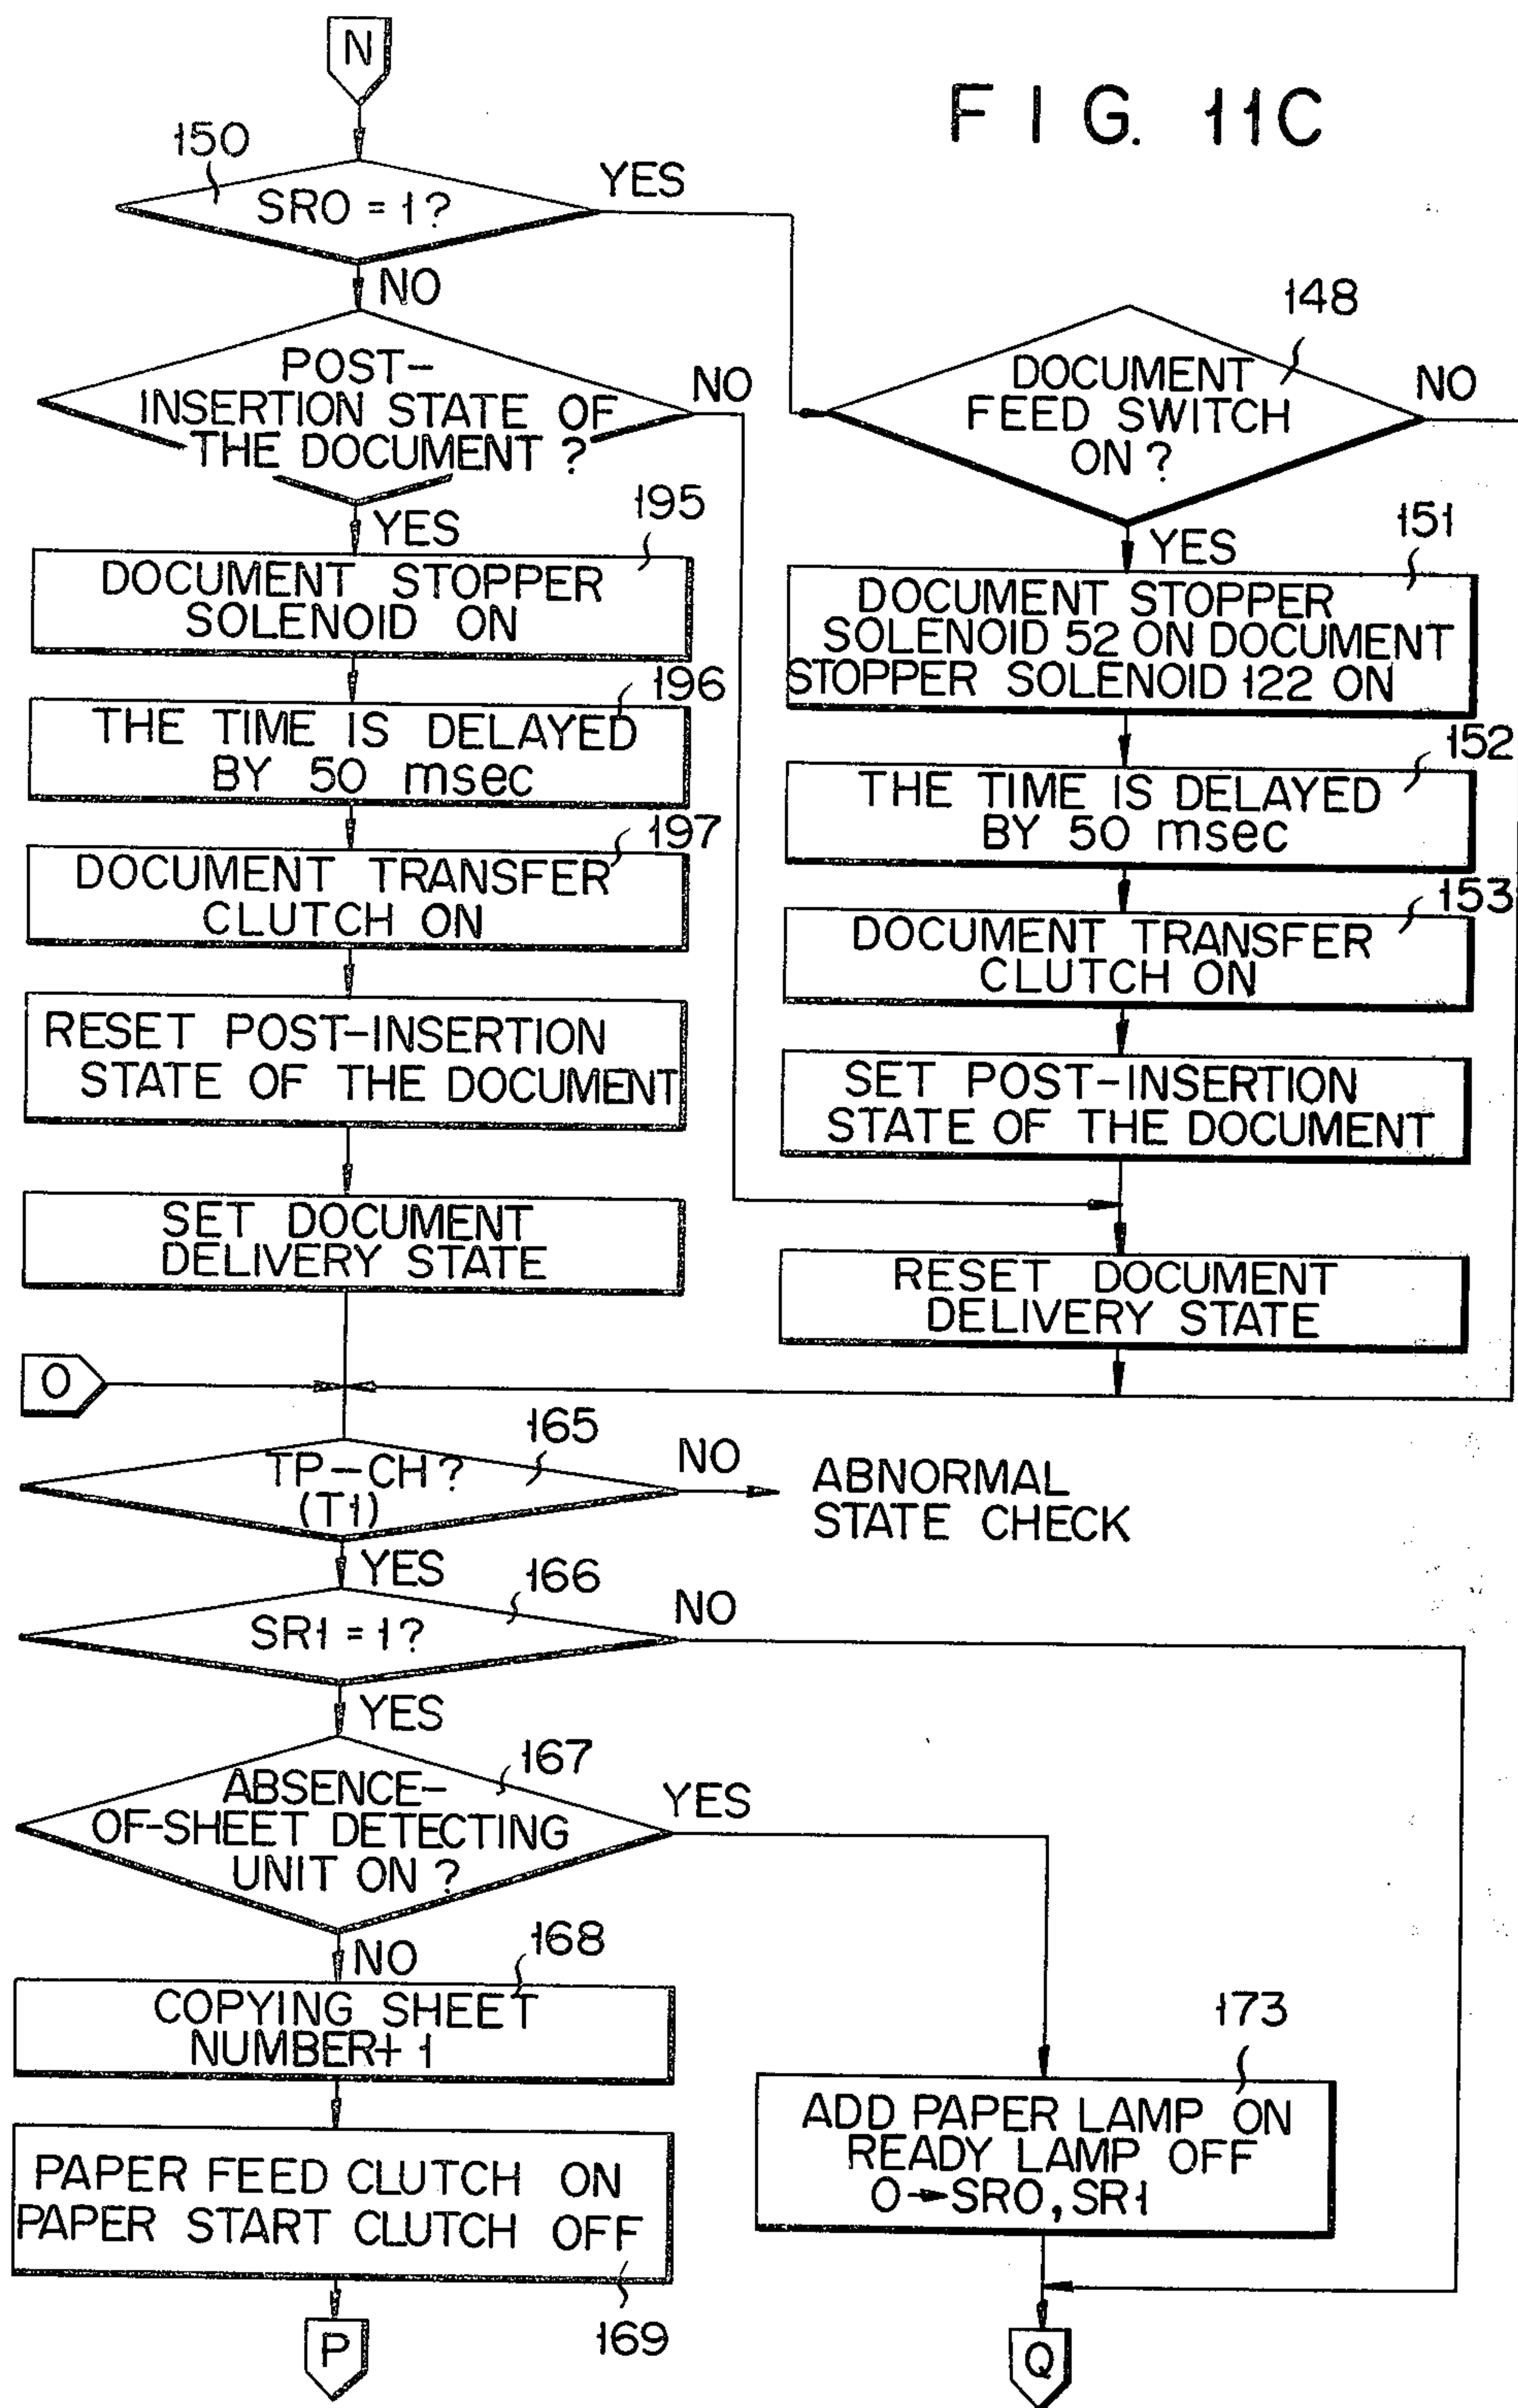 N
FIG. 11C
150
SR0 = 1?
YES
NO
POST-
INSERTION STATE OF
THE DOCUMENT ?
NO
YES
148
DOCUMENT
FEED SWITCH
ON ?
NO
YES
195
DOCUMENT STOPPER
SOLENOID ON
196
THE TIME IS DELAYED
BY 50 msec
197
DOCUMENT TRANSFER
CLUTCH ON
RESET POST-INSERTION
STATE OF THE DOCUMENT
SET DOCUMENT
DELIVERY STATE
151
DOCUMENT STOPPER
SOLENOID 52 ON DOCUMENT
STOPPER SOLENOID 122 ON
152
THE TIME IS DELAYED
BY 50 msec
153
DOCUMENT TRANSFER
CLUTCH ON
SET POST-INSERTION
STATE OF THE DOCUMENT
RESET DOCUMENT
DELIVERY STATE
O
165
TP-CH?
(T1)
NO
ABNORMAL
STATE CHECK
YES
166
SR1 = 1?
NO
YES
167
ABSENCE-
OF-SHEET DETECTING
UNIT ON ?
YES
NO
168
COPYING SHEET
NUMBER+1
PAPER FEED CLUTCH ON
PAPER START CLUTCH OFF
169
P
173
ADD PAPER LAMP ON
READY LAMP OFF
0→SR0, SR1
Q